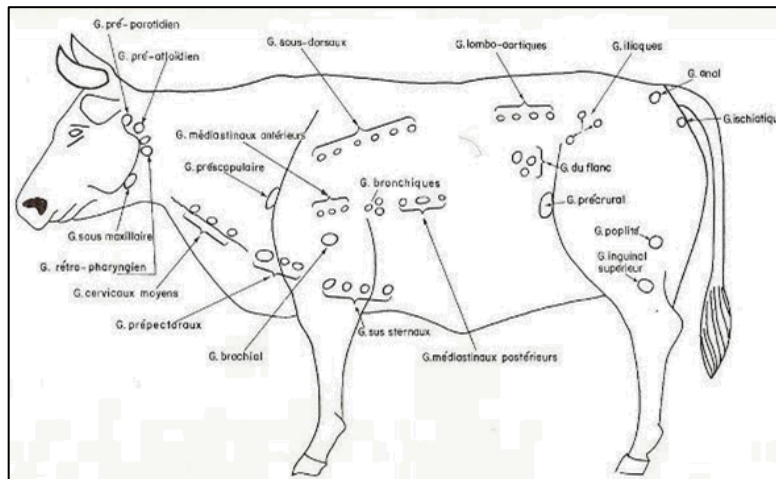 G. pré-parotidien
G. pré-atloïdien
G. sous-dorsaux
G. lombo-aortiques
G. iliaques
G. anal
G. ischiatique
G. médiastinaux antérieurs
G. préscapulaire
G. bronchiques
G. du flanc
G. précrural
G. sous maxillaire
G. rétro-pharyngien
G. cervicaux moyens
G. prépectoraux
G. brachial
G. sus sternaux
G. médiastinaux postérieurs
G. poplité
G. inguinal
supérieur